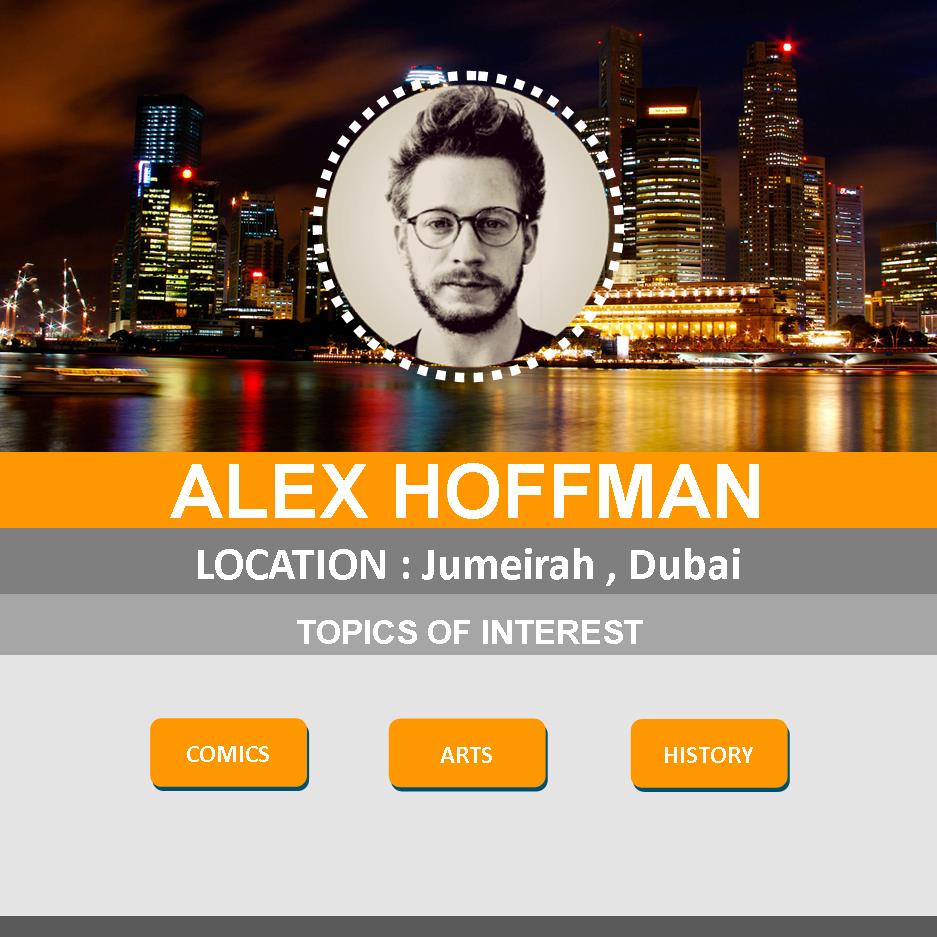 ALEX HOFFMAN
LOCATION : Jumeirah , Dubai
TOPICS OF INTEREST
COMICS
ARTS
HISTORY